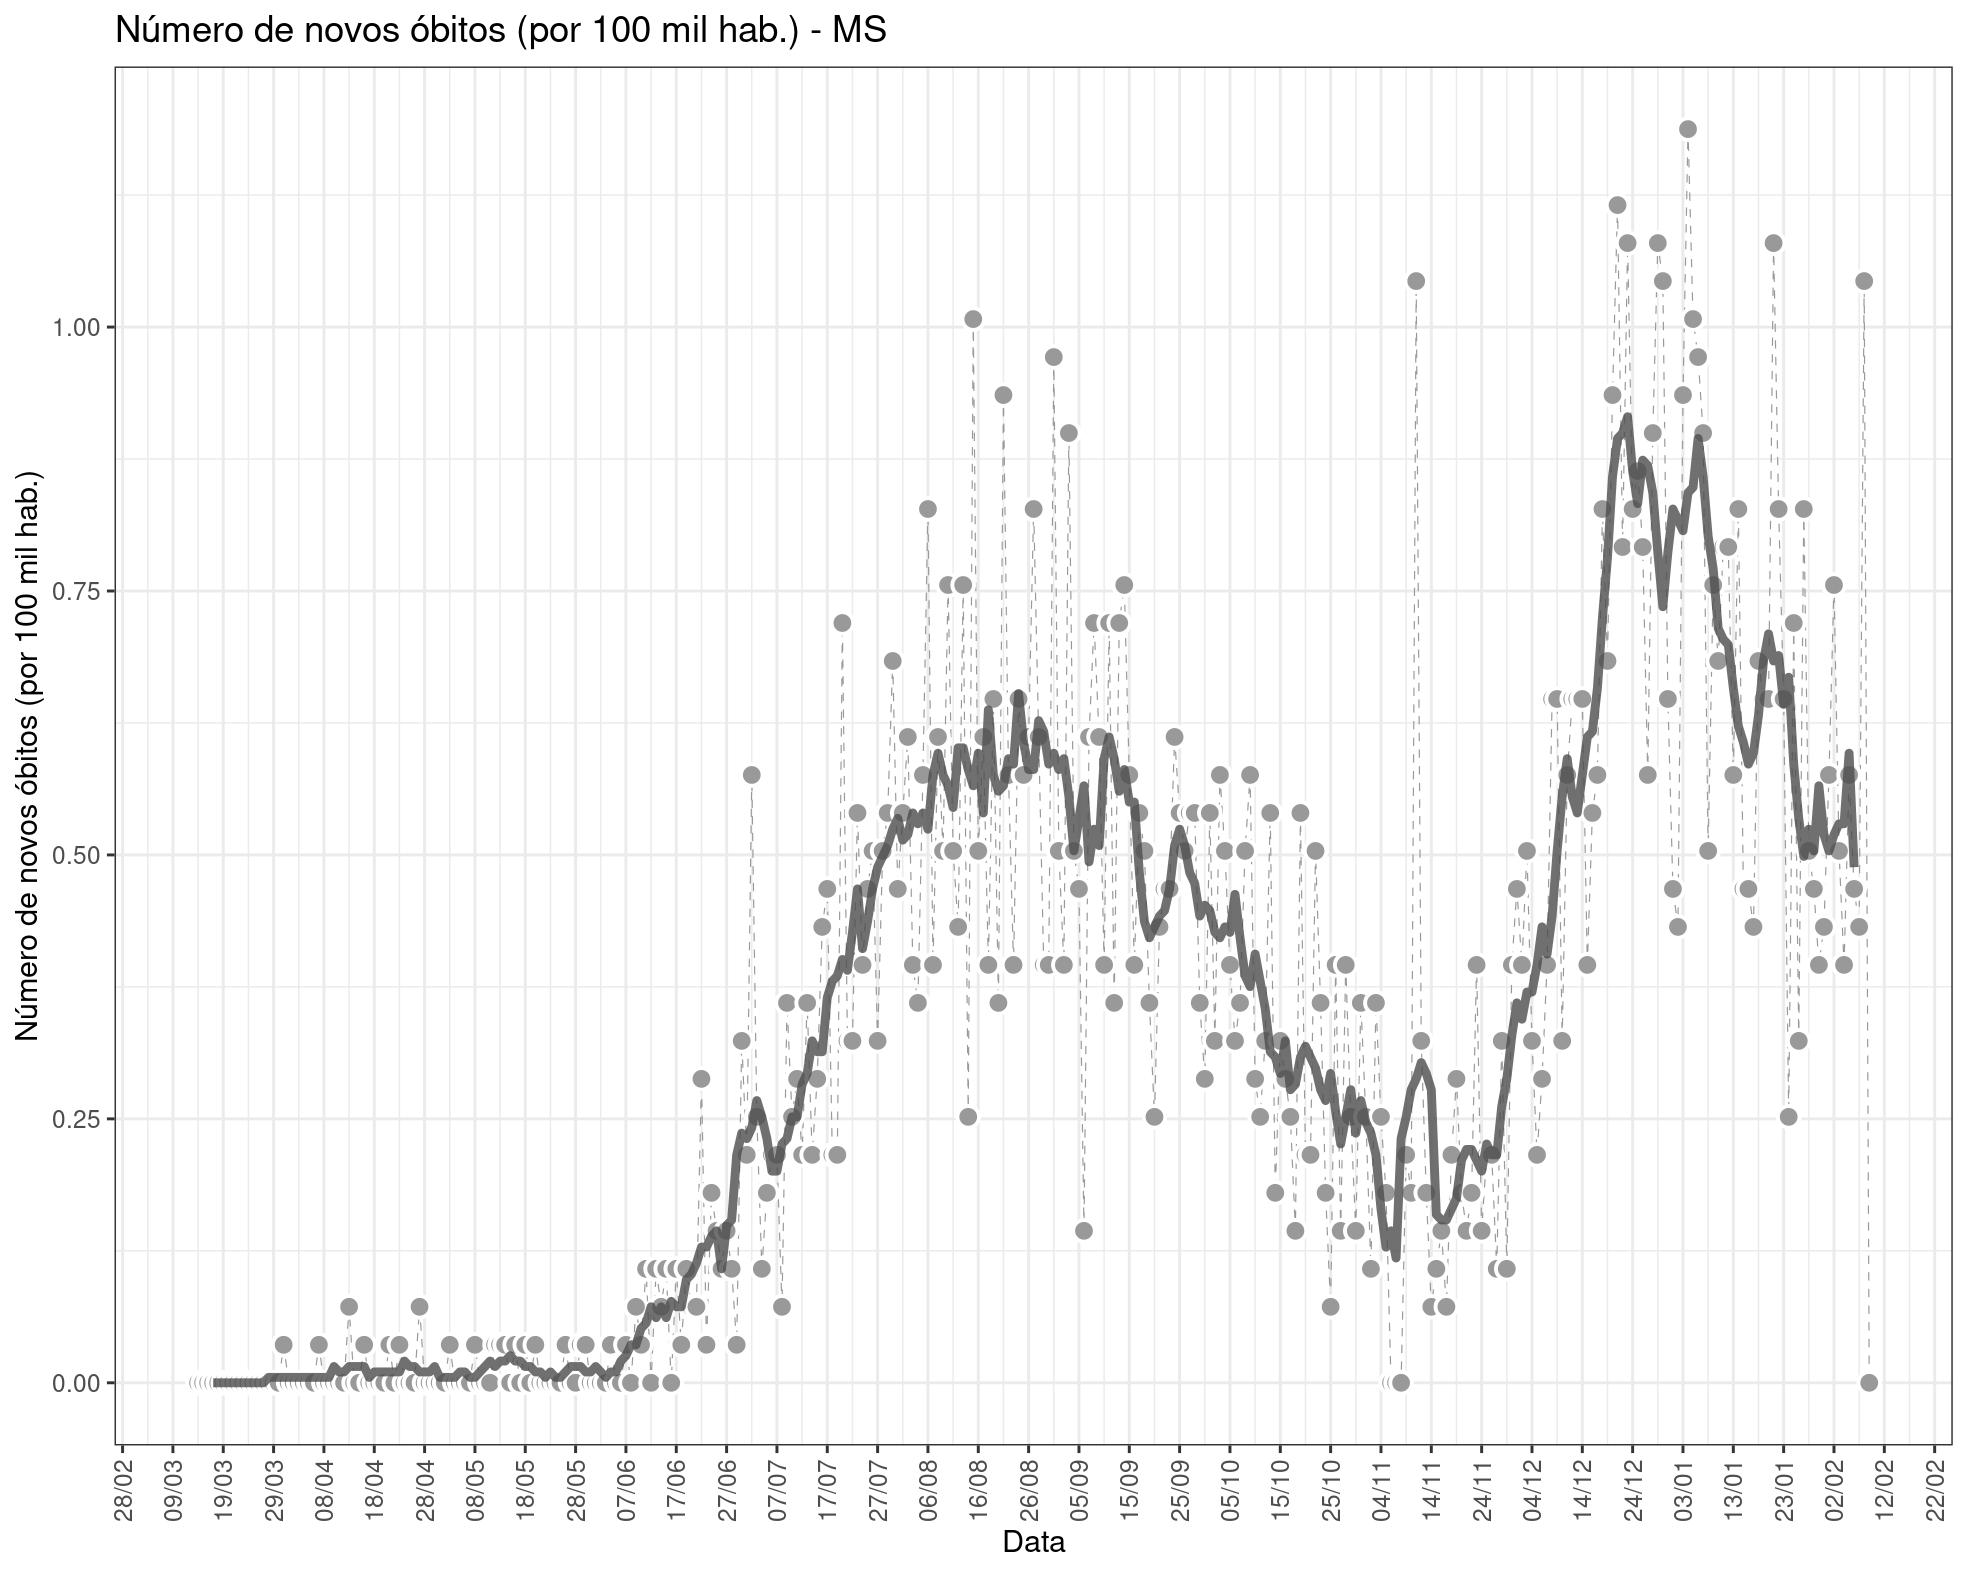 Número de novos óbitos (por 100 mil hab.) - MS
Número de novos óbitos (por 100 mil hab.)
1.00
0.75
0.50
0.25
0.00
28/02 09/03 19/03 29/03 08/04 18/04 28/04 08/05 18/05 28/05 07/06 17/06 27/06 07/07 17/07 27/07 06/08 16/08 26/08 05/09 15/09 25/09 05/10 15/10 25/10 04/11 14/11 24/11 04/12 14/12 24/12 03/01 13/01 23/01 02/02 12/02 22/02
Data